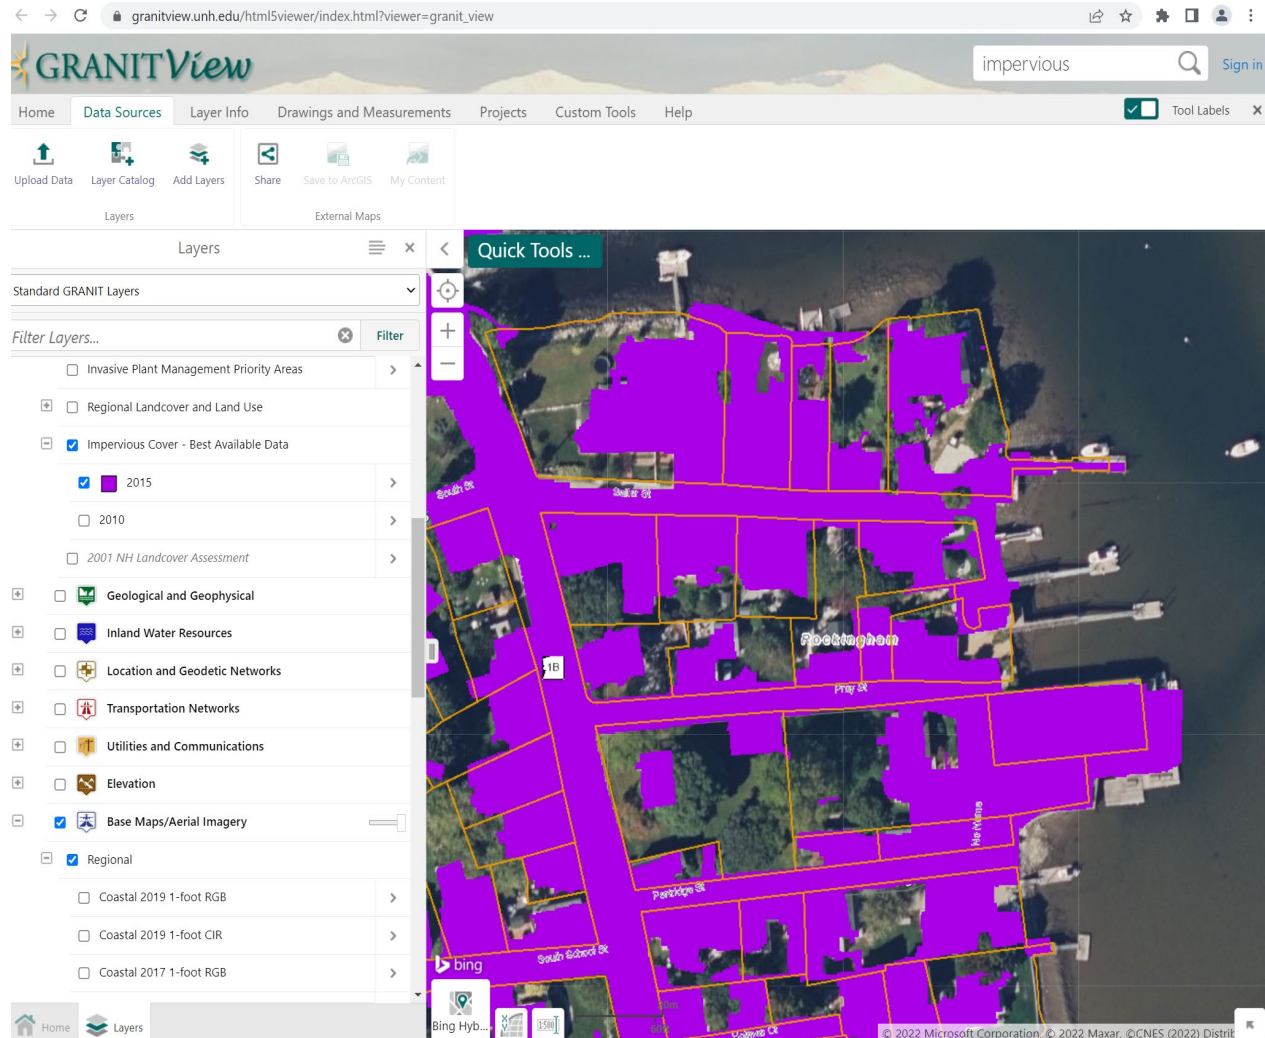 granitview.unh.edu/html5viewer/index.html?viewer=granit_view
GRANITView
impervious
Sign in
Home Data Sources Layer Info Drawings and Measurements Projects Custom Tools Help
Tool Labels
Upload Data Layer Catalog Add Layers Share Save to ArcGIS My Content
Layers External Maps
Layers
Quick Tools ...
Standard GRANIT Layers
Filter Layers...
Filter
Invasive Plant Management Priority Areas
Regional Landcover and Land Use
Impervious Cover - Best Available Data
2015
2010
2001 NH Landcover Assessment
Geological and Geophysical
Inland Water Resources
Location and Geodetic Networks
Transportation Networks
Utilities and Communications
Elevation
Base Maps/Aerial Imagery
Regional
Coastal 2019 1-foot RGB
Coastal 2019 1-foot CIR
Coastal 2017 1-foot RGB
Home Layers
South St
Salter St
Rockingham
1B
Pray St
No Name
Partridge St
South School St
bing
Bing Hyb...
© 2022 Microsoft Corporation, © 2022 Maxar, ©CNES (2022) Distrib